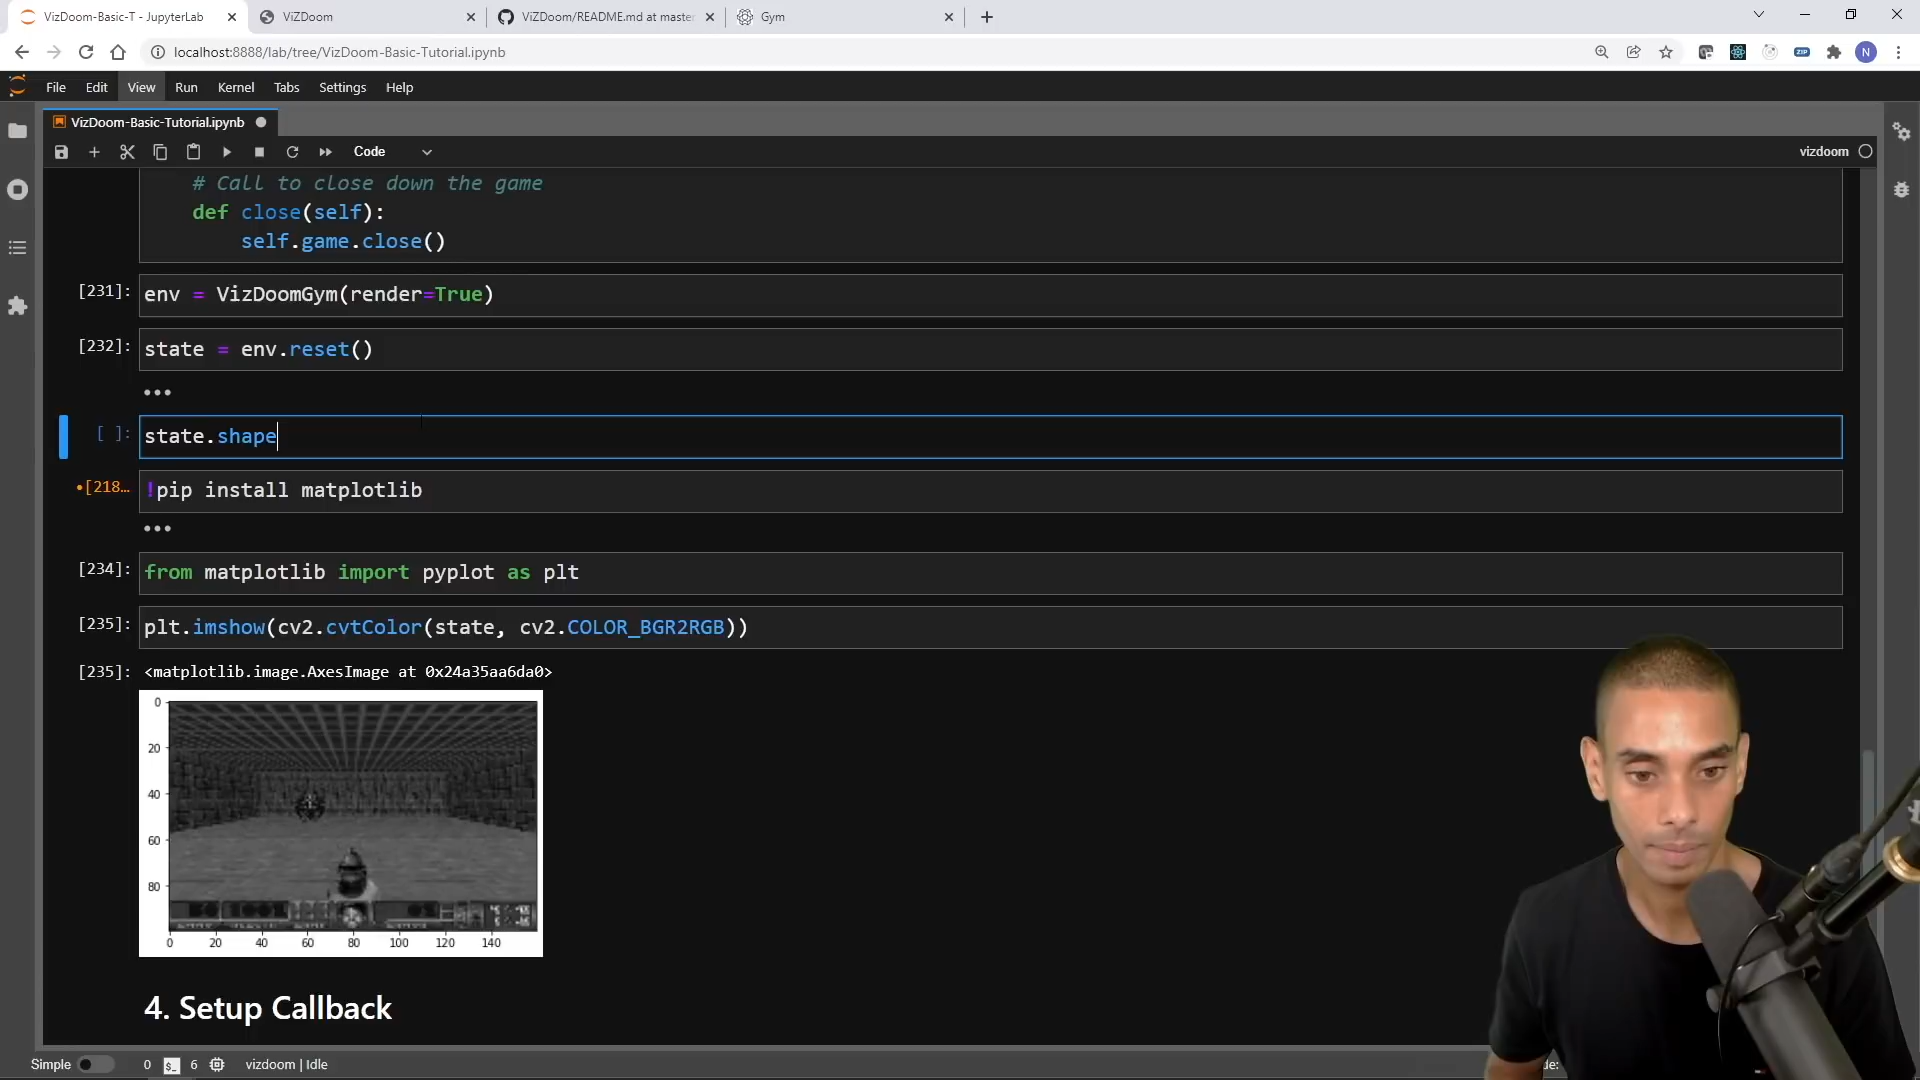 VizDoom-Basic-T - JupyterLab
ViZDoom
ViZDoom/README.md at master
Gym
localhost:8888/lab/tree/VizDoom-Basic-Tutorial.ipynb
ZIP
N
File Edit View Run Kernel Tabs Settings Help
VizDoom-Basic-Tutorial.ipynb
Code
vizdoom
# Call to close down the game
def close(self):
self.game.close()
[231]: env = VizDoomGym(render=True)
[232]: state = env.reset()
[ ]: state.shape
•[218… !pip install matplotlib
[234]: from matplotlib import pyplot as plt
[235]: plt.imshow(cv2.cvtColor(state, cv2.COLOR_BGR2RGB))
[235]: <matplotlib.image.AxesImage at 0x24a35aa6da0>
0
20
40
60
80
0 20 40 60 80 100 120 140
4. Setup Callback
Simple 0 $_ 6 vizdoom | Idle
de: